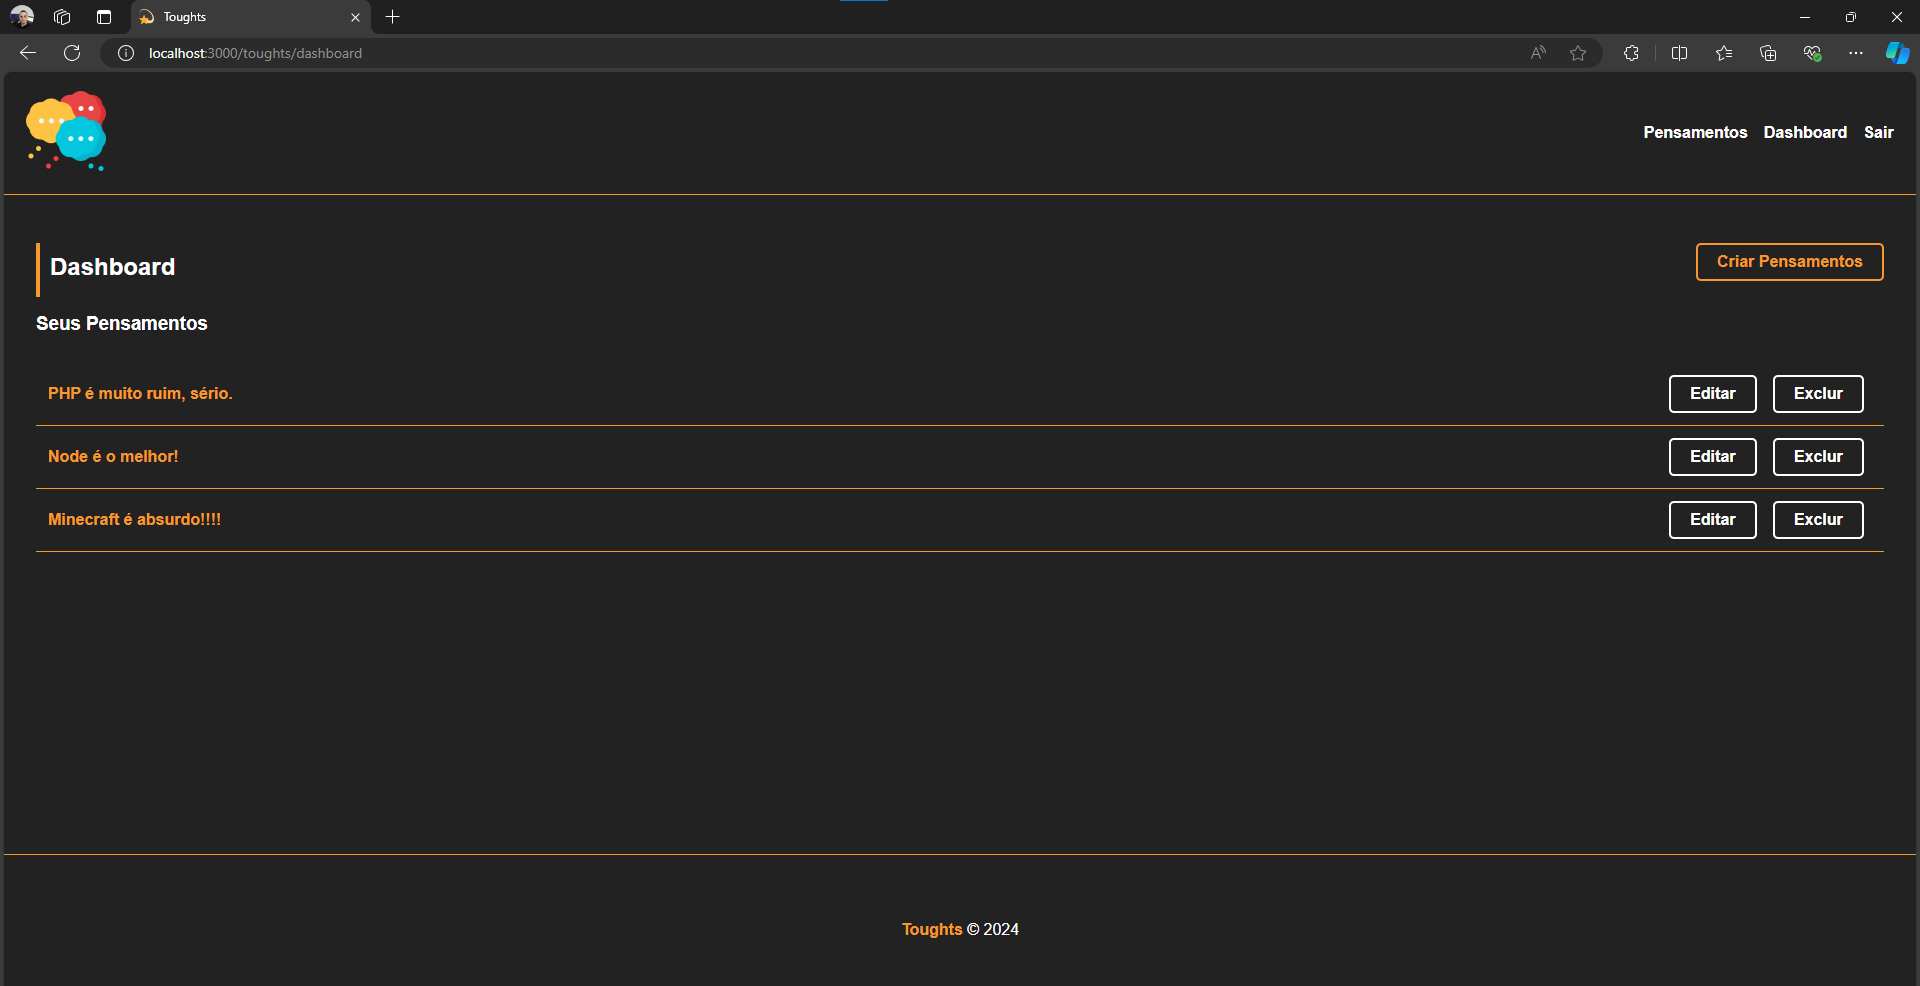 Toughts
localhost:3000/toughts/dashboard
Pensamentos Dashboard Sair
Dashboard
Criar Pensamentos
Seus Pensamentos
PHP é muito ruim, sério. Editar Exclur
Node é o melhor! Editar Exclur
Minecraft é absurdo!!!! Editar Exclur
Toughts © 2024